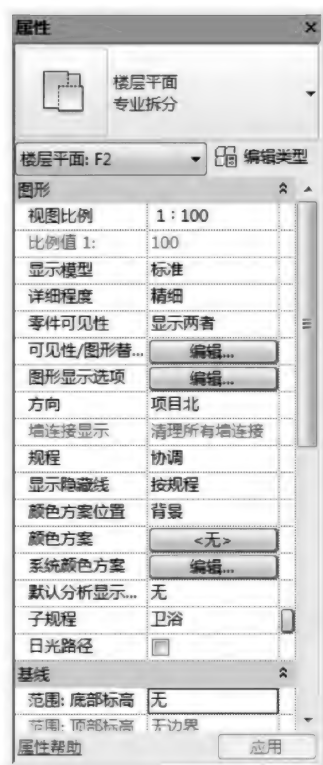 属性
楼层平面
专业拆分
楼层平面: F2 编辑类型
图形
视图比例 1：100
比例值 1: 100
显示模型 标准
详细程度 精细
零件可见性 显示两者
可见性/图形替... 编辑...
图形显示选项 编辑...
方向 项目北
墙连接显示 清理所有墙连接
规程 协调
显示隐藏线 按规程
颜色方案位置 背景
颜色方案 <无>
系统颜色方案 编辑...
默认分析显示... 无
子规程 卫浴
日光路径
基线
范围: 底部标高 无
范围: 顶部标高 无边界
属性帮助 应用